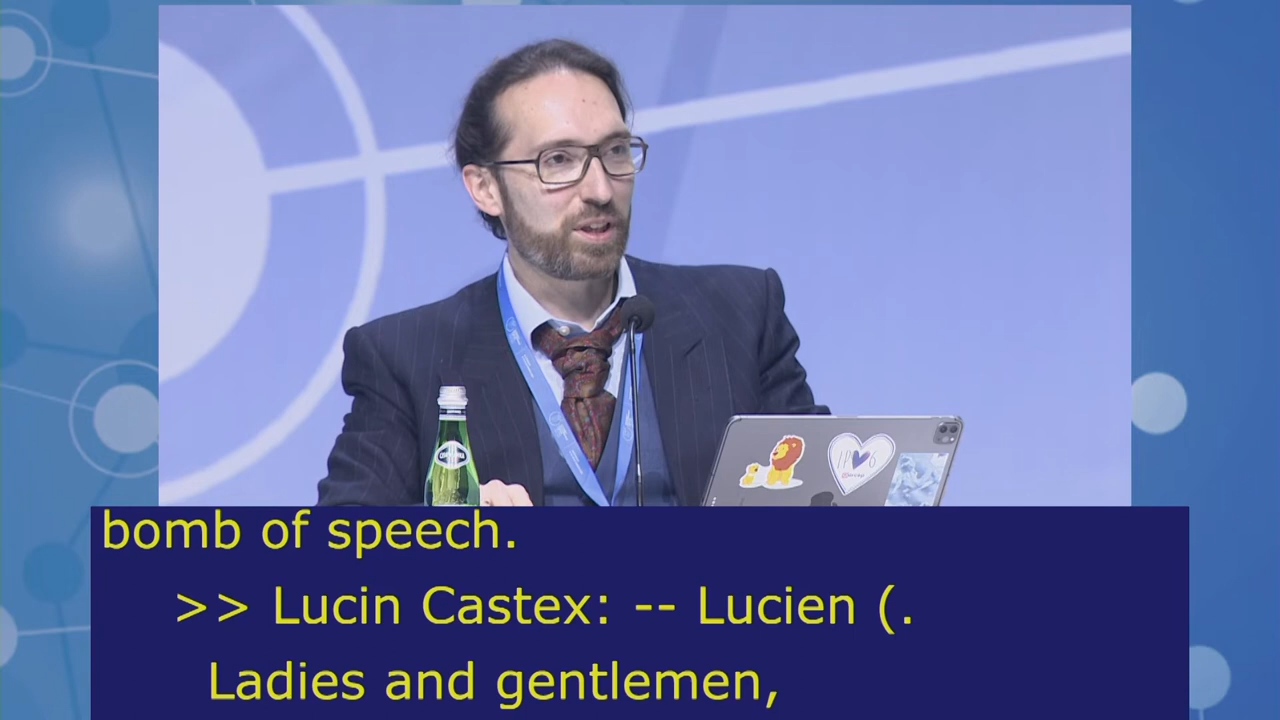 bomb of speech.
>> Lucin Castex: -- Lucien (.
Ladies and gentlemen,